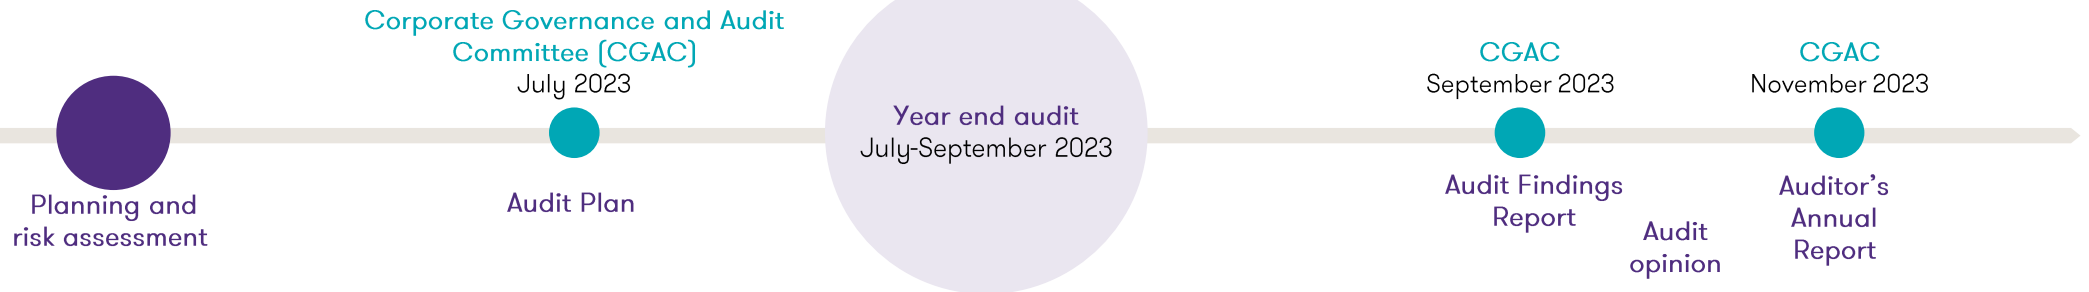 Corporate Governance and Audit
Committee (CGAC)
July 2023
Planning and
risk assessment
Audit Plan
Year end audit
July-September 2023
CGAC
September 2023
Audit Findings
Report
Audit
opinion
CGAC
November 2023
Auditor's
Annual
Report